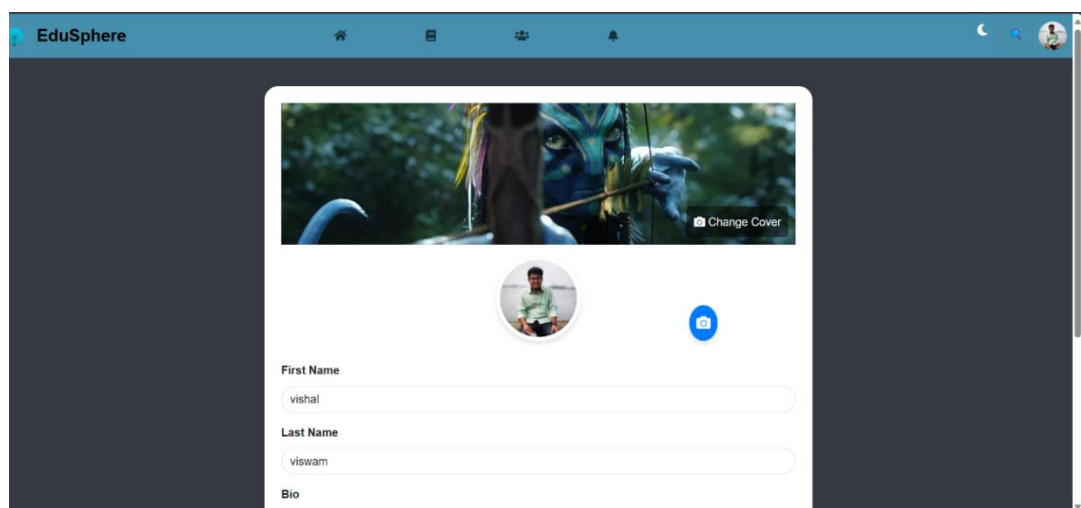 EduSphere
Change Cover
First Name
vishal
Last Name
viswam
Bio